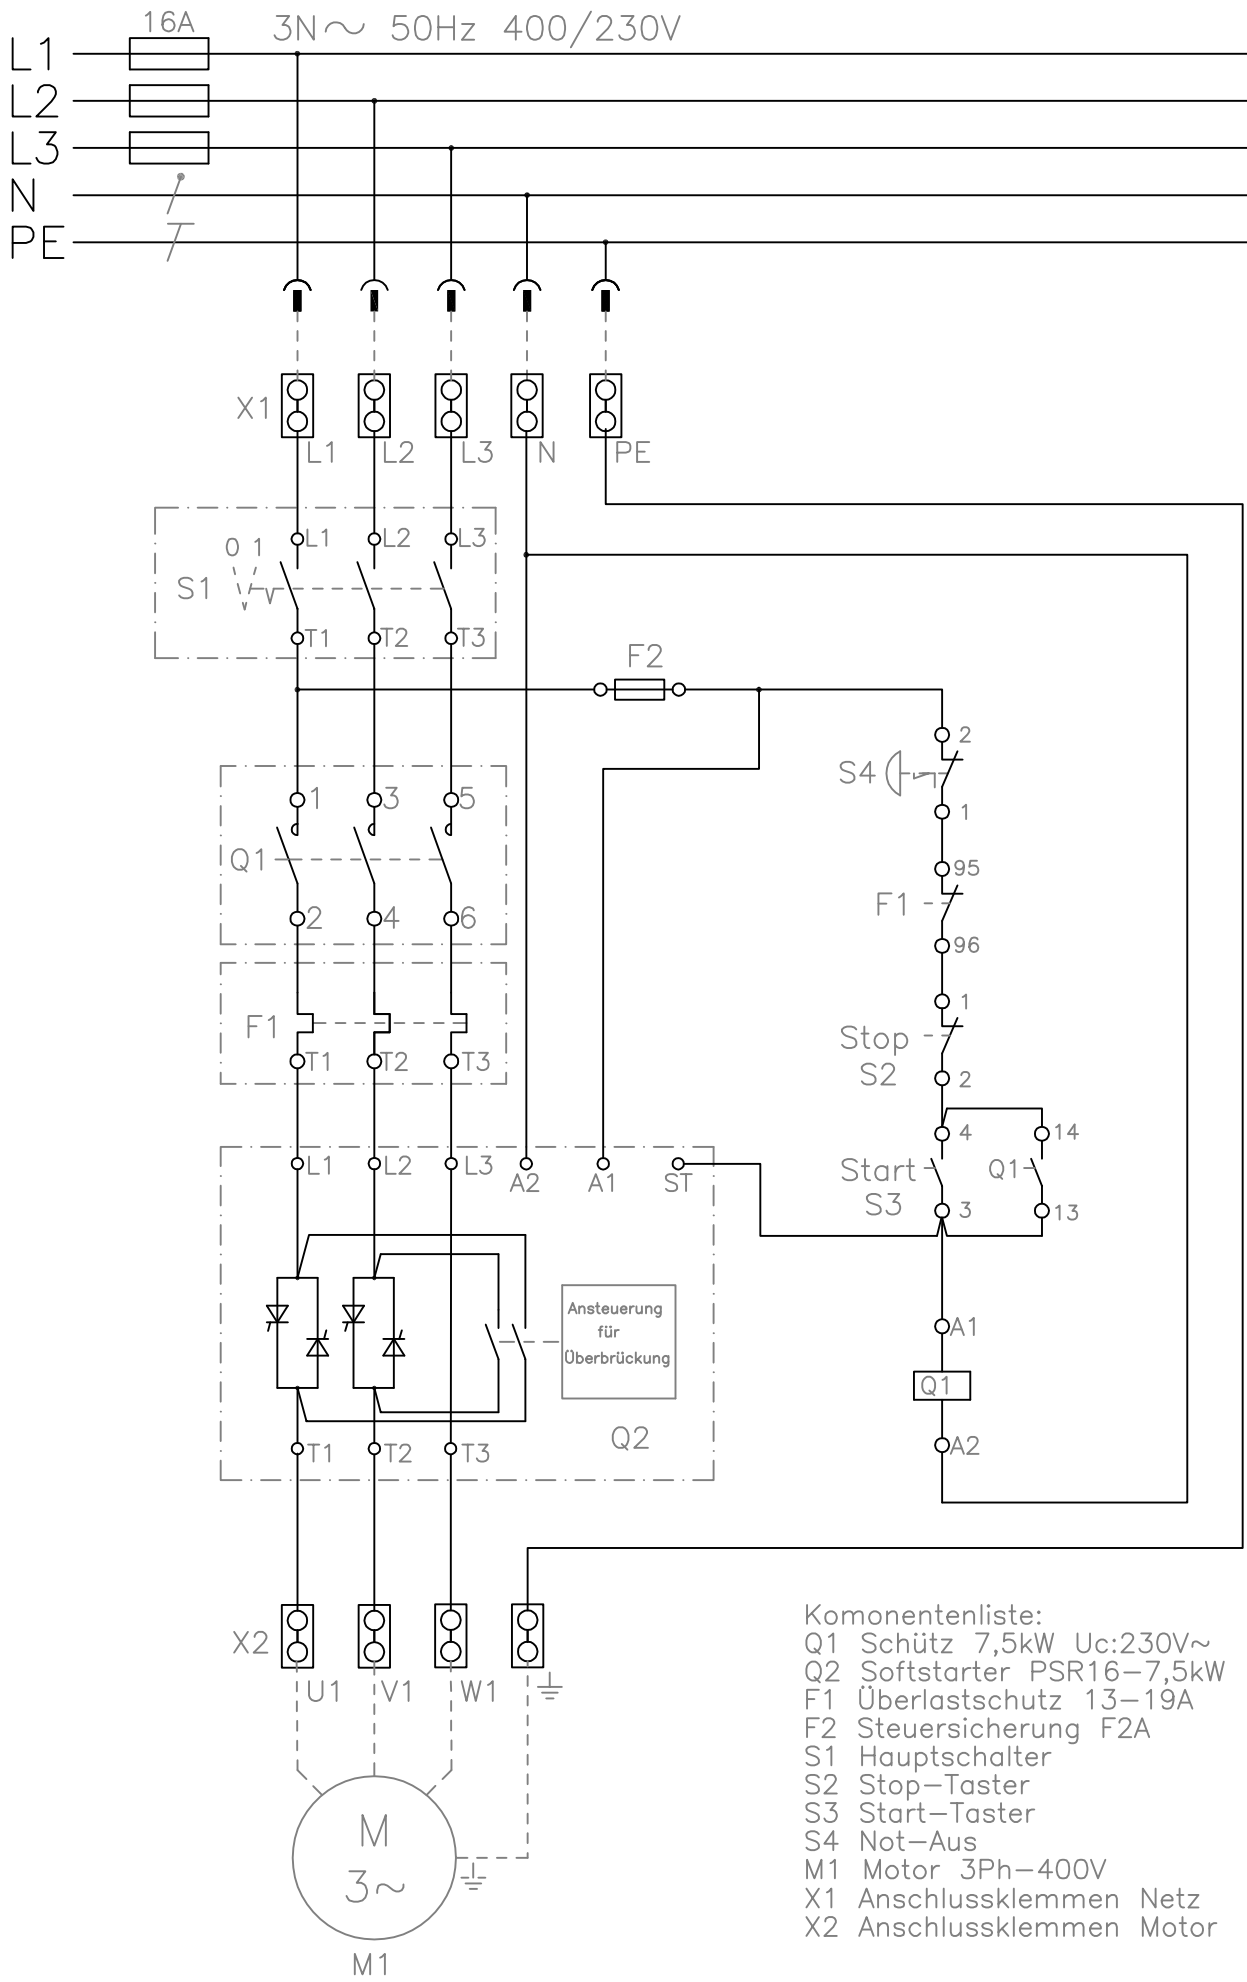 16A 3N～ 50Hz 400/230V
L1
L2
L3
N
PE
X1
L1 L2 L3 N PE
L1 L2 L3
0 1
S1
T1 T2 T3
F2
2
S4
1
1 3 5
Q1
2 4 6
95
F1
96
F1
T1 T2 T3
1
Stop
S2 2
4 14
L1 L2 L3 A2 A1 ST
Start Q1
S3 3 13
Ansteuerung
für
Überbrückung
A1
Q1
A2
Q2
T1 T2 T3
X2
U1 V1 W1
M
3~
M1
Komonentenliste:
Q1 Schütz 7,5kW Uc:230V~
Q2 Softstarter PSR16-7,5kW
F1 Überlastschutz 13-19A
F2 Steuersicherung F2A
S1 Hauptschalter
S2 Stop-Taster
S3 Start-Taster
S4 Not-Aus
M1 Motor 3Ph-400V
X1 Anschlussklemmen Netz
X2 Anschlussklemmen Motor